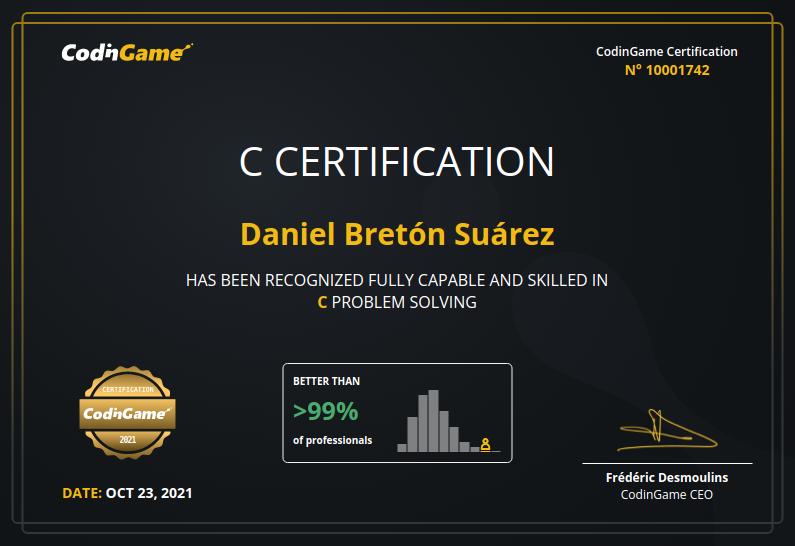 CodinGame
CodinGame Certification
N° 10001742
C CERTIFICATION
Daniel Bretón Suárez
HAS BEEN RECOGNIZED FULLY CAPABLE AND SKILLED IN
C PROBLEM SOLVING
CERTIFICATION
CodinGame
2021
BETTER THAN
>99%
of professionals
DATE: OCT 23, 2021
Frédéric Desmoulins
CodinGame CEO